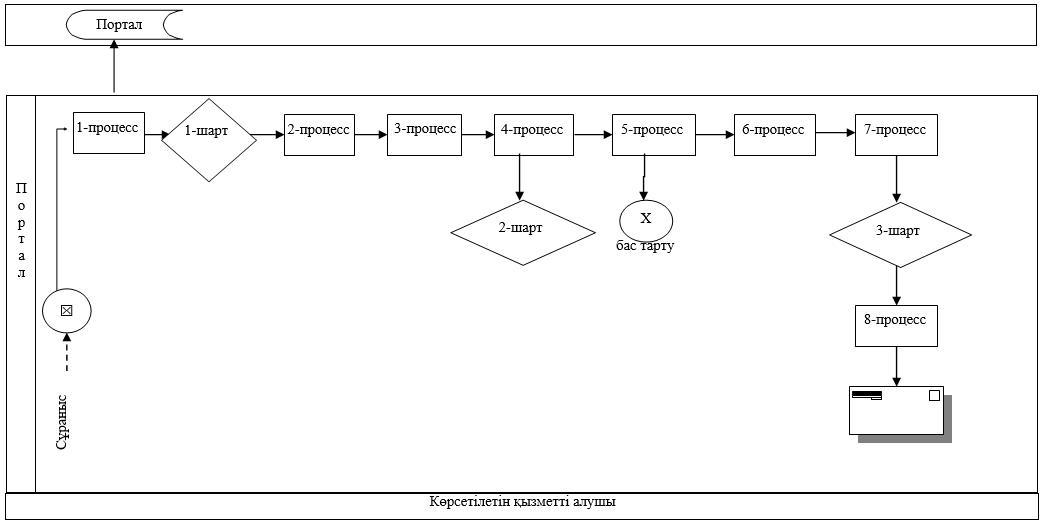 Портал
1-процесс
1-шарт
2-процесс
3-процесс
4-процесс
5-процесс
6-процесс
7-процесс
Портал
2-шарт
X
бас тарту
3-шарт
8-процесс
Сұраныс
Көрсетілетін қызметті алушы